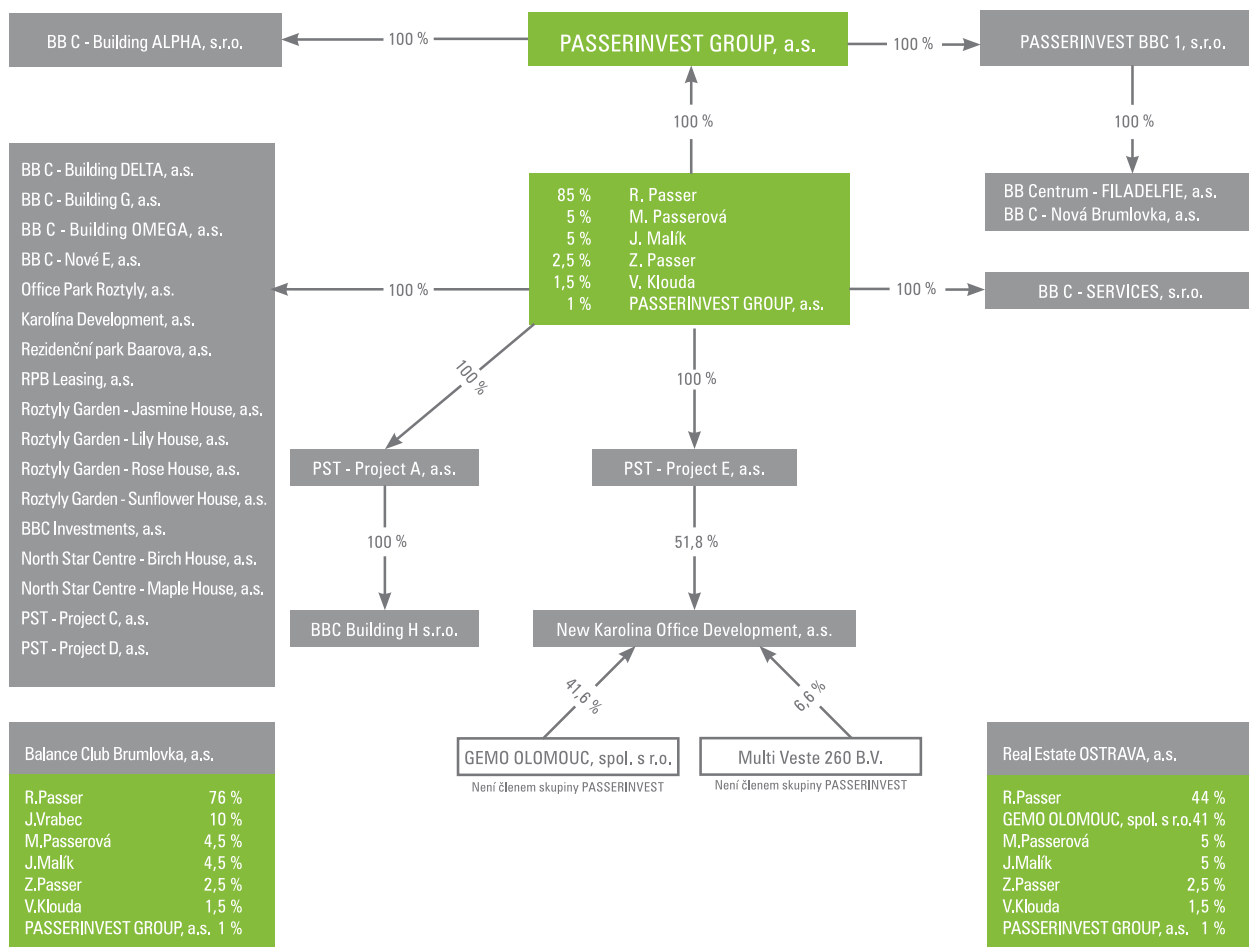 BB C - Building ALPHA, s.r.o.
100 %
PASSERINVEST GROUP, a.s.
100 %
PASSERINVEST BBC 1, s.r.o.
100 %
100 %
BB C - Building DELTA, a.s.
BB C - Building G, a.s.
BB C - Building OMEGA, a.s.
BB C - Nové E, a.s.
Office Park Roztyly, a.s.
Karolína Development, a.s.
Rezidenční park Baarova, a.s.
RPB Leasing, a.s.
Roztyly Garden - Jasmine House, a.s.
Roztyly Garden - Lily House, a.s.
Roztyly Garden - Rose House, a.s.
Roztyly Garden - Sunflower House, a.s.
BBC Investments, a.s.
North Star Centre - Birch House, a.s.
North Star Centre - Maple House, a.s.
PST - Project C, a.s.
PST - Project D, a.s.
100 %
85 % R. Passer
5 % M. Passerová
5 % J. Malík
2,5 % Z. Passer
1,5 % V. Klouda
1 % PASSERINVEST GROUP, a.s.
BB Centrum - FILADELFIE, a.s.
BB C - Nová Brumlovka, a.s.
100 %
BB C - SERVICES, s.r.o.
100 %
100 %
PST - Project A, a.s.
PST - Project E, a.s.
100 %
51,8 %
BBC Building H s.r.o.
New Karolina Office Development, a.s.
41,6 %
6,6 %
GEMO OLOMOUC, spol. s r.o.
Není členem skupiny PASSERINVEST
Multi Veste 260 B.V.
Není členem skupiny PASSERINVEST
Balance Club Brumlovka, a.s.
R.Passer 76 %
J.Vrabec 10 %
M.Passerová 4,5 %
J.Malík 4,5 %
Z.Passer 2,5 %
V.Klouda 1,5 %
PASSERINVEST GROUP, a.s. 1 %
Real Estate OSTRAVA, a.s.
R.Passer 44 %
GEMO OLOMOUC, spol. s r.o. 41 %
M.Passerová 5 %
J.Malík 5 %
Z.Passer 2,5 %
V.Klouda 1,5 %
PASSERINVEST GROUP, a.s. 1 %